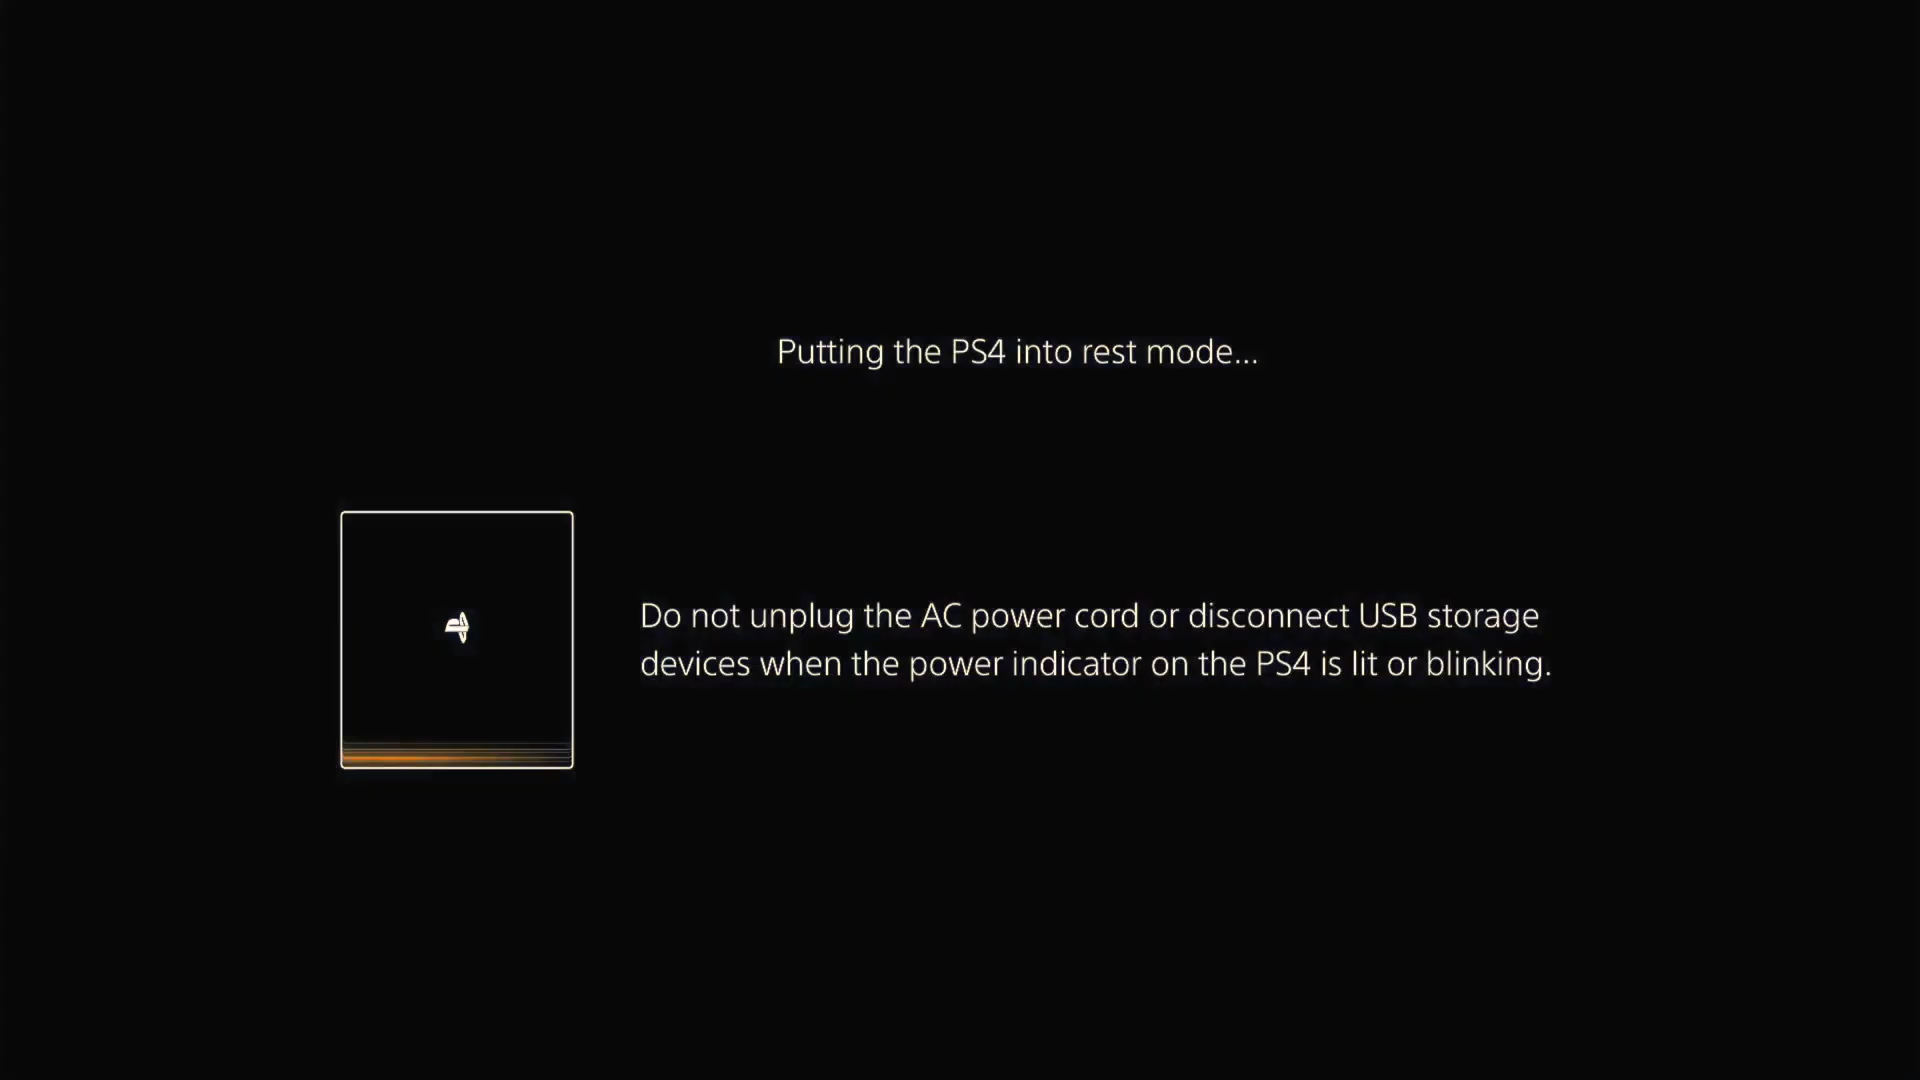 Putting the PS4 into rest mode...
Do not unplug the AC power cord or disconnect USB storage
devices when the power indicator on the PS4 is lit or blinking.